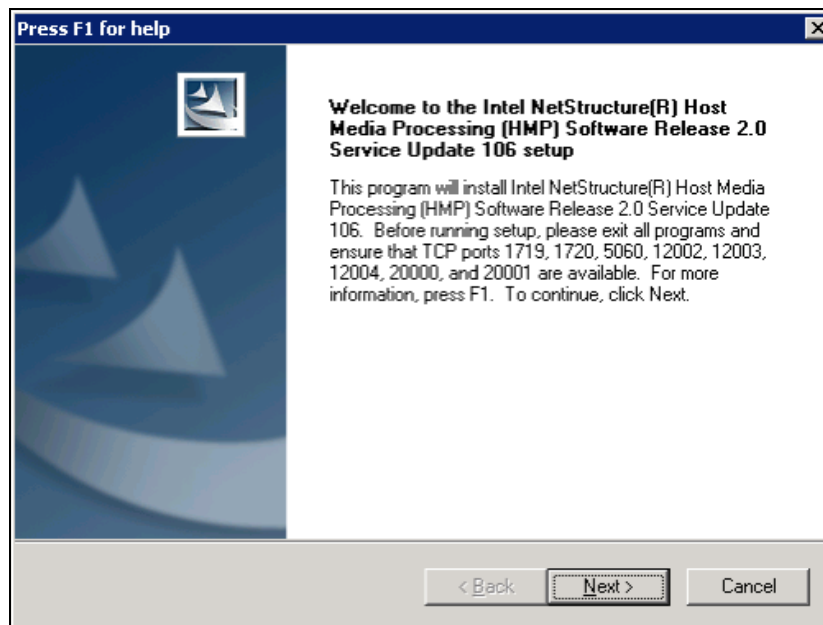 Press F1 for help
Welcome to the Intel NetStructure(R) Host
Media Processing (HMP) Software Release 2.0
Service Update 106 setup
This program will install Intel NetStructure(R) Host Media
Processing (HMP) Software Release 2.0 Service Update
106. Before running setup, please exit all programs and
ensure that TCP ports 1719, 1720, 5060, 12002, 12003,
12004, 20000, and 20001 are available. For more
information, press F1. To continue, click Next.
< Back
Next >
Cancel